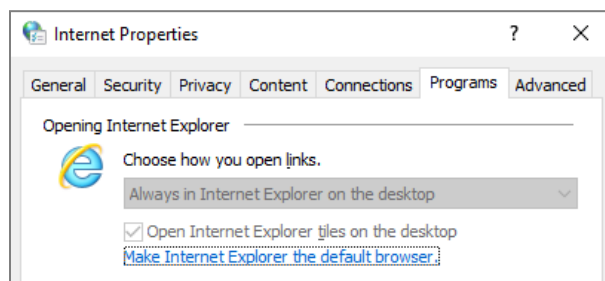 Internet Properties ?
General Security Privacy Content Connections Programs Advanced
Opening Internet Explorer
Choose how you open links.
Always in Internet Explorer on the desktop
Open Internet Explorer tiles on the desktop
Make Internet Explorer the default browser.